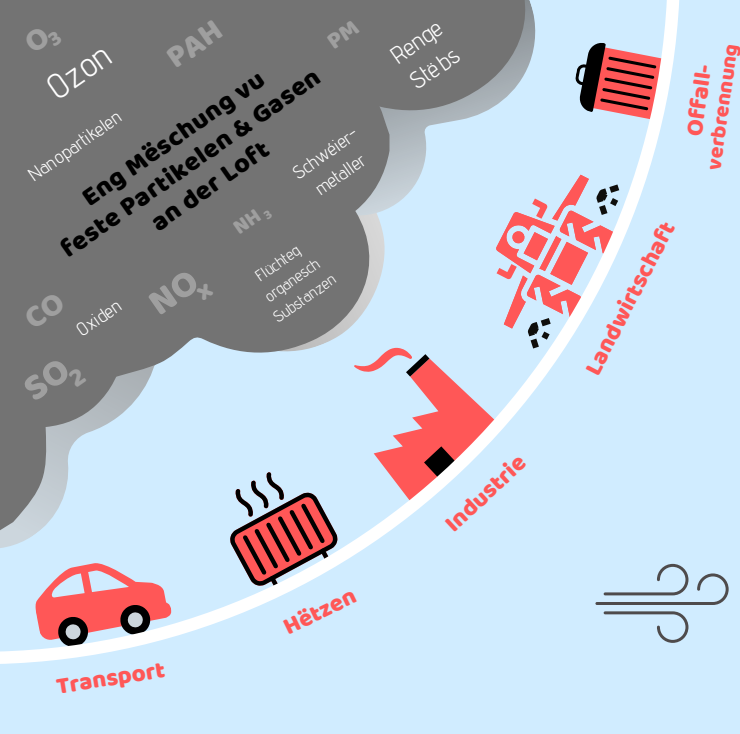 O₃
Ozon
PAH
PM
Renge
Stëbs
Nanopartikelen
Eng Mëschung vu
feste Partikelen & Gasen
an der Loft
Schwéier-
metaller
NH₃
CO
Oxiden
NOₓ
Flüchteg
organesch
Substanzen
SO₂
Offall-
verbrennung
Landwirtschaft
Industrie
Hëtzen
Transport